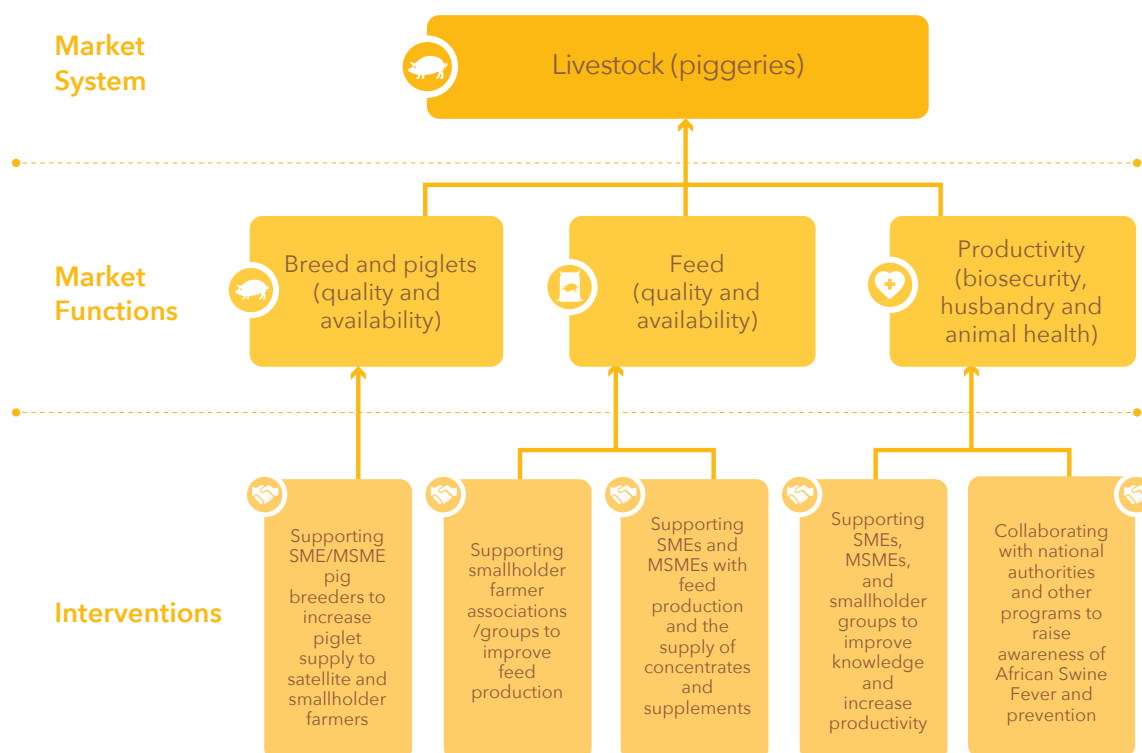 Market
System
Livestock (piggeries)
Market
Functions
Breed and piglets
(quality and
availability)
Feed
(quality and
availability)
Productivity
(biosecurity,
husbandry and
animal health)
Interventions
Supporting
SME/MSME
pig
breeders to
increase
piglet
supply to
satellite and
smallholder
farmers
Supporting
smallholder
farmer
associations
/groups to
improve
feed
production
Supporting
SMEs and
MSMEs with
feed
production
and the
supply of
concentrates
and
supplements
Supporting
SMEs,
MSMEs,
and
smallholder
groups to
improve
knowledge
and
increase
productivity
Collaborating
with national
authorities
and other
programs to
raise
awareness of
African Swine
Fever and
prevention